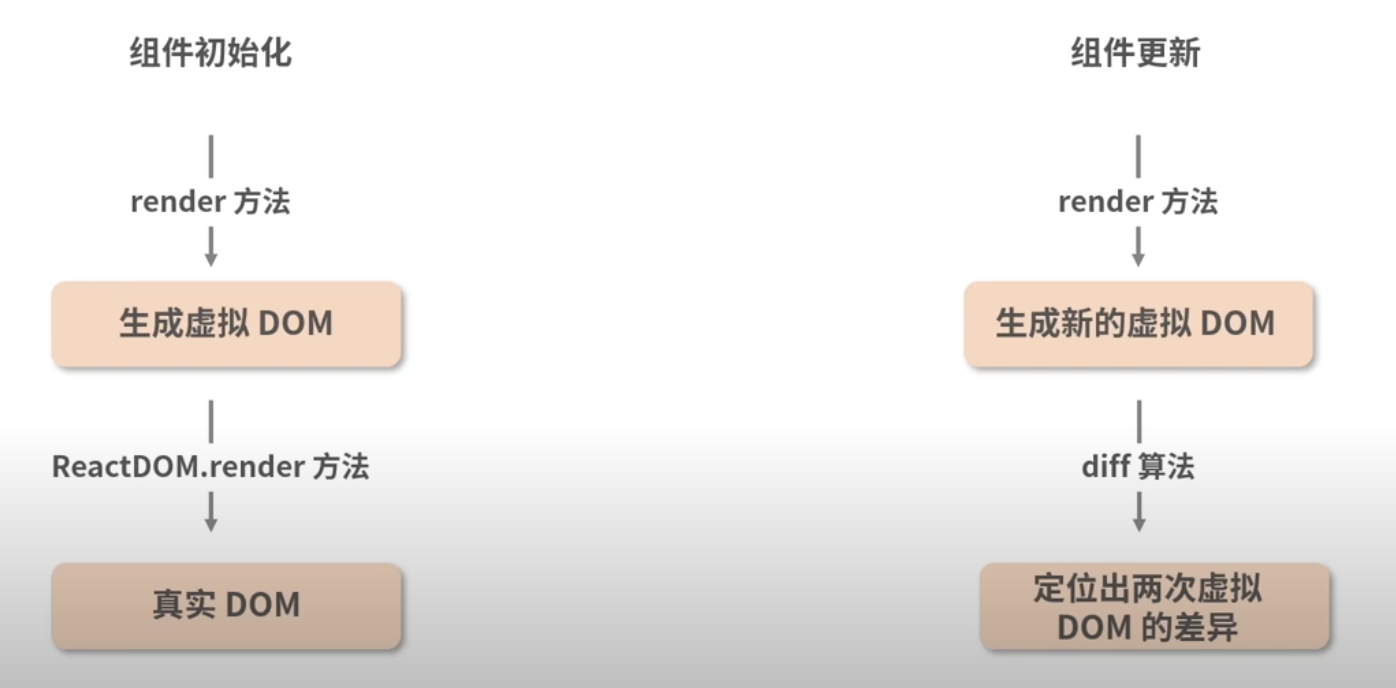 组件初始化
render 方法
生成虚拟 DOM
ReactDOM.render 方法
真实 DOM
组件更新
render 方法
生成新的虚拟 DOM
diff 算法
定位出两次虚拟
DOM 的差异